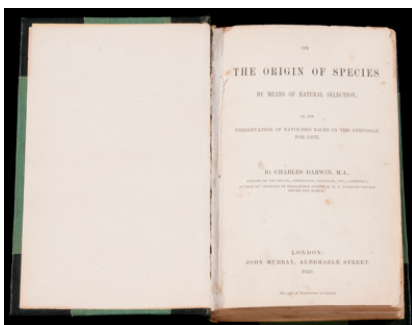 ON
THE ORIGIN OF SPECIES
BY MEANS OF NATURAL SELECTION,
OR THE
PRESERVATION OF FAVOURED RACES IN THE STRUGGLE
FOR LIFE.
By CHARLES DARWIN, M.A.,
LONDON:
JOHN MURRAY, ALBEMARLE STREET.